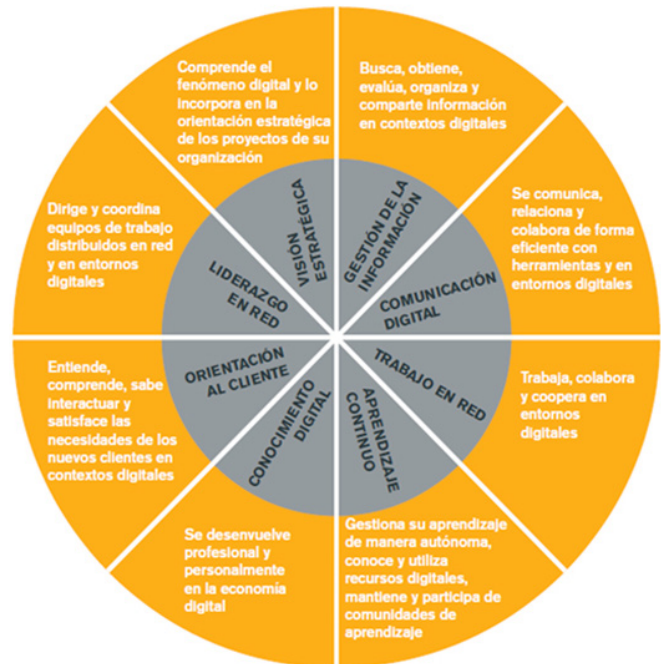 Comprende el
fenómeno digital y lo
incorpora en la
orientación estratégica
de los proyectos de su
organización
Busca, obtiene,
evalúa, organiza y
comparte información
en contextos digitales
Dirige y coordina
equipos de trabajo
distribuidos en red
y en entornos
digitales
VISIÓN
ESTRATÉGICA
GESTIÓN DE LA
INFORMACIÓN
Se comunica,
relaciona y
colabora de forma
eficiente con
herramientas y en
entornos digitales
LIDERAZGO
EN RED
COMUNICACIÓN
DIGITAL
Entiende,
comprende, sabe
interactuar y
satisface las
necesidades de los
nuevos clientes en
contextos digitales
ORIENTACIÓN
AL CLIENTE
TRABAJO EN RED
Trabaja, colabora
y coopera en
entornos
digitales
CONOCIMIENTO
DIGITAL
APRENDIZAJE
CONTINUO
Se desenvuelve
profesional y
personalmente
en la economía
digital
Gestiona su aprendizaje
de manera autónoma,
conoce y utiliza
recursos digitales,
mantiene y participa de
comunidades de
aprendizaje